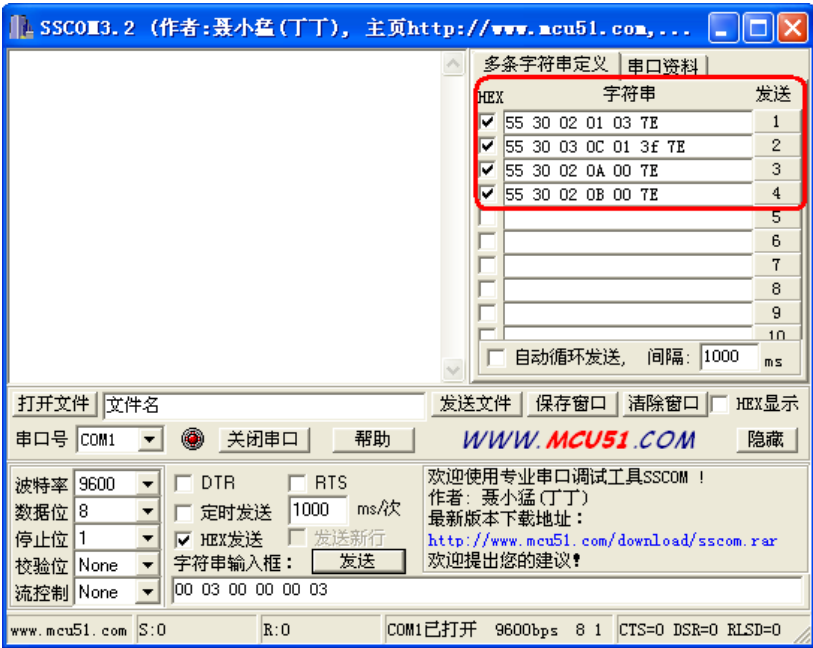 SSCOM3.2 (作者:聂小猛(丁丁), 主页http://www.mcu51.com,...
多条字符串定义 串口资料
HEX 字符串 发送
55 30 02 01 03 7E 1
55 30 03 0C 01 3f 7E 2
55 30 02 0A 00 7E 3
55 30 02 0B 00 7E 4
5
6
7
8
9
10
自动循环发送, 间隔: 1000 ms
打开文件 文件名 发送文件 保存窗口 清除窗口 HEX显示
串口号 COM1 关闭串口 帮助 WWW.MCU51.COM 隐藏
波特率 9600 DTR RTS
数据位 8 定时发送 1000 ms/次
停止位 1 HEX发送 发送新行
校验位 None 字符串输入框: 发送
流控制 None 00 03 00 00 00 03
欢迎使用专业串口调试工具SSCOM !
作者: 聂小猛(丁丁)
最新版本下载地址:
http://www.mcu51.com/download/sscom.rar
欢迎提出您的建议!
www.mcu51.com S:0 R:0 COM1已打开 9600bps 8 1 CTS=0 DSR=0 RLSD=0